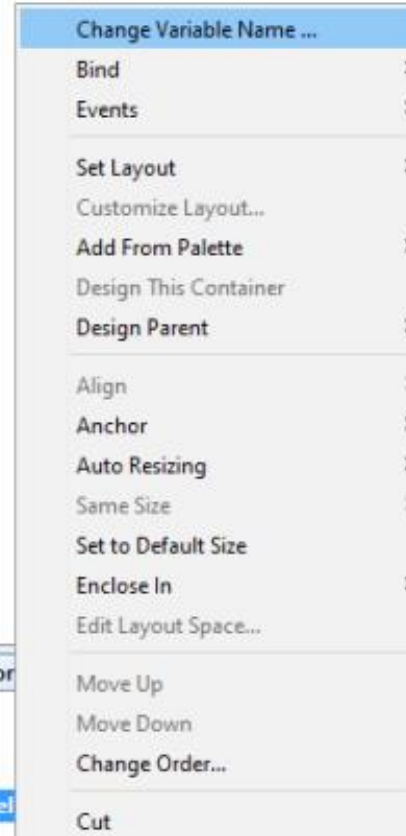 Change Variable Name ...
Bind
Events
Set Layout
Customize Layout...
Add From Palette
Design This Container
Design Parent
Align
Anchor
Auto Resizing
Same Size
Set to Default Size
Enclose In
Edit Layout Space...
Move Up
Move Down
Change Order...
Cut